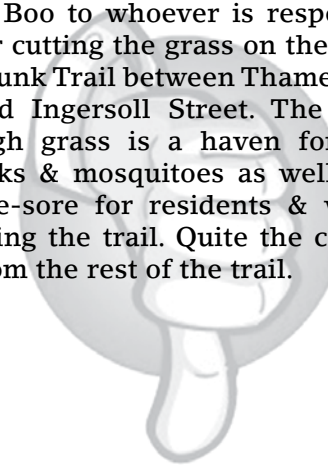 Boo to whoever is resp
r cutting the grass on the
unk Trail between Thame
d Ingersoll Street. The
gh grass is a haven for
ks & mosquitoes as well
e-sore for residents & v
ing the trail. Quite the c
om the rest of the trail.